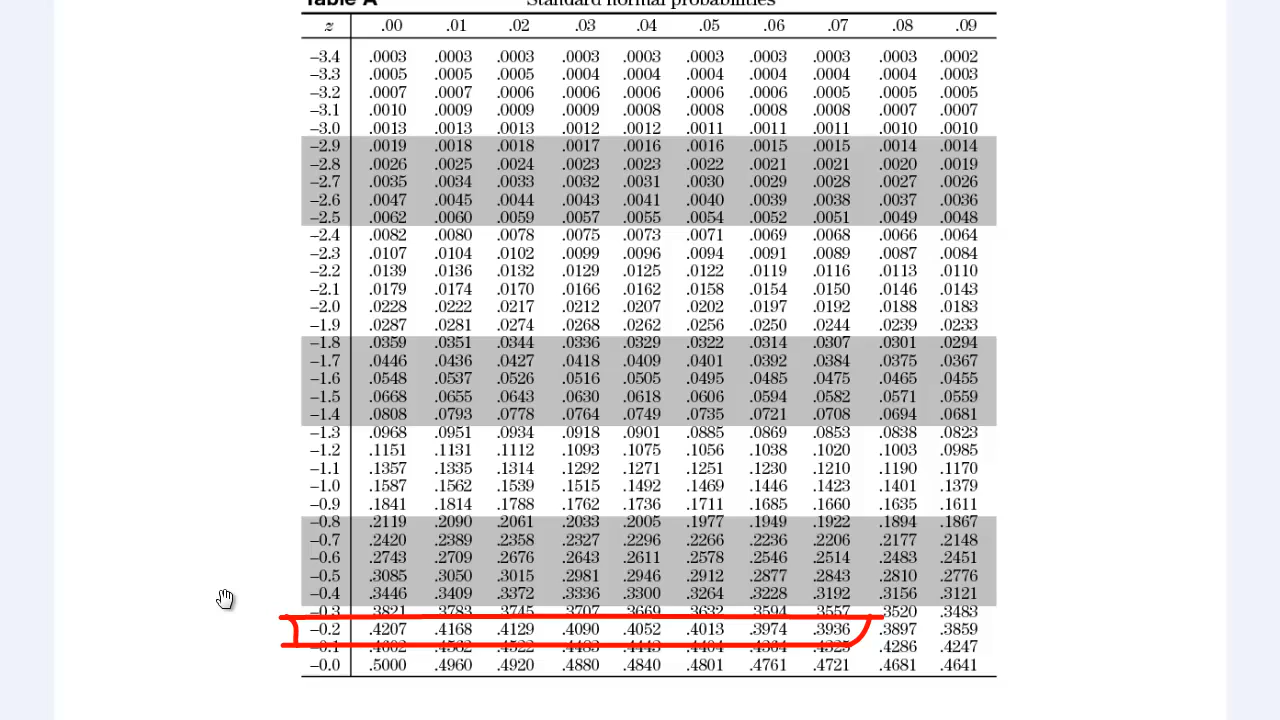 Table A Standard normal probabilities
z .00 .01 .02 .03 .04 .05 .06 .07 .08 .09
–3.4 .0003 .0003 .0003 .0003 .0003 .0003 .0003 .0003 .0003 .0002
–3.3 .0005 .0005 .0005 .0004 .0004 .0004 .0004 .0004 .0004 .0003
–3.2 .0007 .0007 .0006 .0006 .0006 .0006 .0006 .0005 .0005 .0005
–3.1 .0010 .0009 .0009 .0009 .0008 .0008 .0008 .0008 .0007 .0007
–3.0 .0013 .0013 .0013 .0012 .0012 .0011 .0011 .0011 .0010 .0010
–2.9 .0019 .0018 .0018 .0017 .0016 .0016 .0015 .0015 .0014 .0014
–2.8 .0026 .0025 .0024 .0023 .0023 .0022 .0021 .0021 .0020 .0019
–2.7 .0035 .0034 .0033 .0032 .0031 .0030 .0029 .0028 .0027 .0026
–2.6 .0047 .0045 .0044 .0043 .0041 .0040 .0039 .0038 .0037 .0036
–2.5 .0062 .0060 .0059 .0057 .0055 .0054 .0052 .0051 .0049 .0048
–2.4 .0082 .0080 .0078 .0075 .0073 .0071 .0069 .0068 .0066 .0064
–2.3 .0107 .0104 .0102 .0099 .0096 .0094 .0091 .0089 .0087 .0084
–2.2 .0139 .0136 .0132 .0129 .0125 .0122 .0119 .0116 .0113 .0110
–2.1 .0179 .0174 .0170 .0166 .0162 .0158 .0154 .0150 .0146 .0143
–2.0 .0228 .0222 .0217 .0212 .0207 .0202 .0197 .0192 .0188 .0183
–1.9 .0287 .0281 .0274 .0268 .0262 .0256 .0250 .0244 .0239 .0233
–1.8 .0359 .0351 .0344 .0336 .0329 .0322 .0314 .0307 .0301 .0294
–1.7 .0446 .0436 .0427 .0418 .0409 .0401 .0392 .0384 .0375 .0367
–1.6 .0548 .0537 .0526 .0516 .0505 .0495 .0485 .0475 .0465 .0455
–1.5 .0668 .0655 .0643 .0630 .0618 .0606 .0594 .0582 .0571 .0559
–1.4 .0808 .0793 .0778 .0764 .0749 .0735 .0721 .0708 .0694 .0681
–1.3 .0968 .0951 .0934 .0918 .0901 .0885 .0869 .0853 .0838 .0823
–1.2 .1151 .1131 .1112 .1093 .1075 .1056 .1038 .1020 .1003 .0985
–1.1 .1357 .1335 .1314 .1292 .1271 .1251 .1230 .1210 .1190 .1170
–1.0 .1587 .1562 .1539 .1515 .1492 .1469 .1446 .1423 .1401 .1379
–0.9 .1841 .1814 .1788 .1762 .1736 .1711 .1685 .1660 .1635 .1611
–0.8 .2119 .2090 .2061 .2033 .2005 .1977 .1949 .1922 .1894 .1867
–0.7 .2420 .2389 .2358 .2327 .2296 .2266 .2236 .2206 .2177 .2148
–0.6 .2743 .2709 .2676 .2643 .2611 .2578 .2546 .2514 .2483 .2451
–0.5 .3085 .3050 .3015 .2981 .2946 .2912 .2877 .2843 .2810 .2776
–0.4 .3446 .3409 .3372 .3336 .3300 .3264 .3228 .3192 .3156 .3121
–0.3 .3821 .3783 .3745 .3707 .3669 .3632 .3594 .3557 .3520 .3483
–0.2 .4207 .4168 .4129 .4090 .4052 .4013 .3974 .3936 .3897 .3859
–0.1 .4602 .4562 .4522 .4483 .4443 .4404 .4364 .4325 .4286 .4247
–0.0 .5000 .4960 .4920 .4880 .4840 .4801 .4761 .4721 .4681 .4641